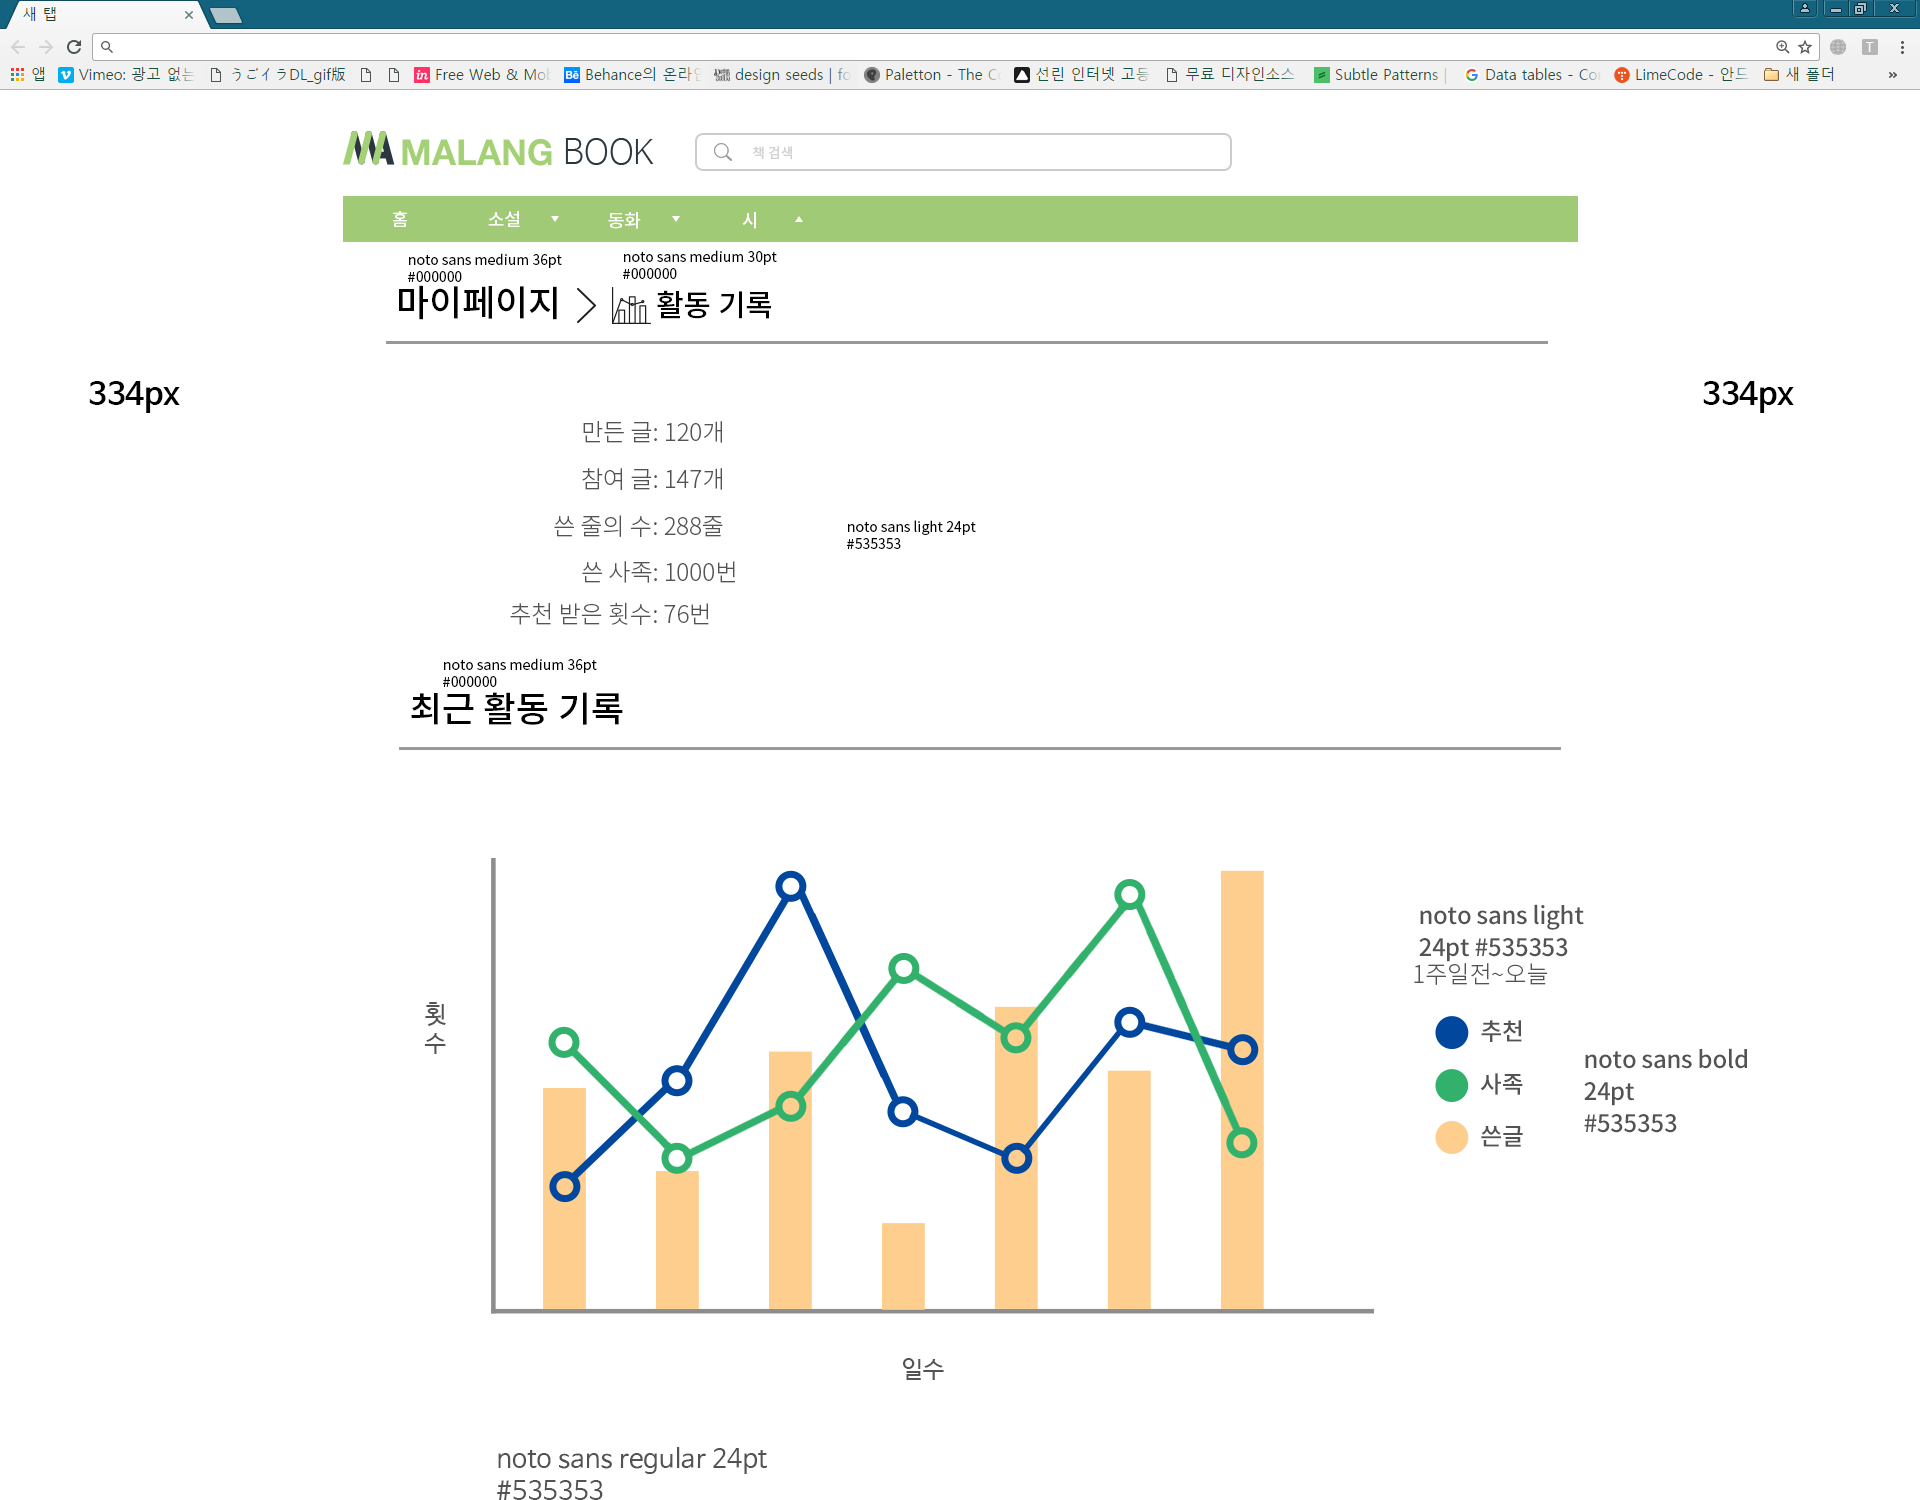 새 탭
앱 Vimeo: 광고 없는 うごイラDL_gif版 Free Web & Mo Behance의 온라인 design seeds | fo Paletton - The C 선린 인터넷 고등 무료 디자인소스 Subtle Patterns | Data tables - Co LimeCode - 안드 새 폴더 »
MALANG BOOK
책 검색
홈 소설 동화 시
noto sans medium 36pt
#000000
noto sans medium 30pt
#000000
마이페이지 > 활동 기록
334px
334px
만든 글: 120개
참여 글: 147개
쓴 줄의 수: 288줄
noto sans light 24pt
#535353
쓴 사족: 1000번
추천 받은 횟수: 76번
noto sans medium 36pt
#000000
최근 활동 기록
noto sans light
24pt #535353
1주일전~오늘
횟
수
추천
사족
쓴글
noto sans bold
24pt
#535353
일수
noto sans regular 24pt
#535353